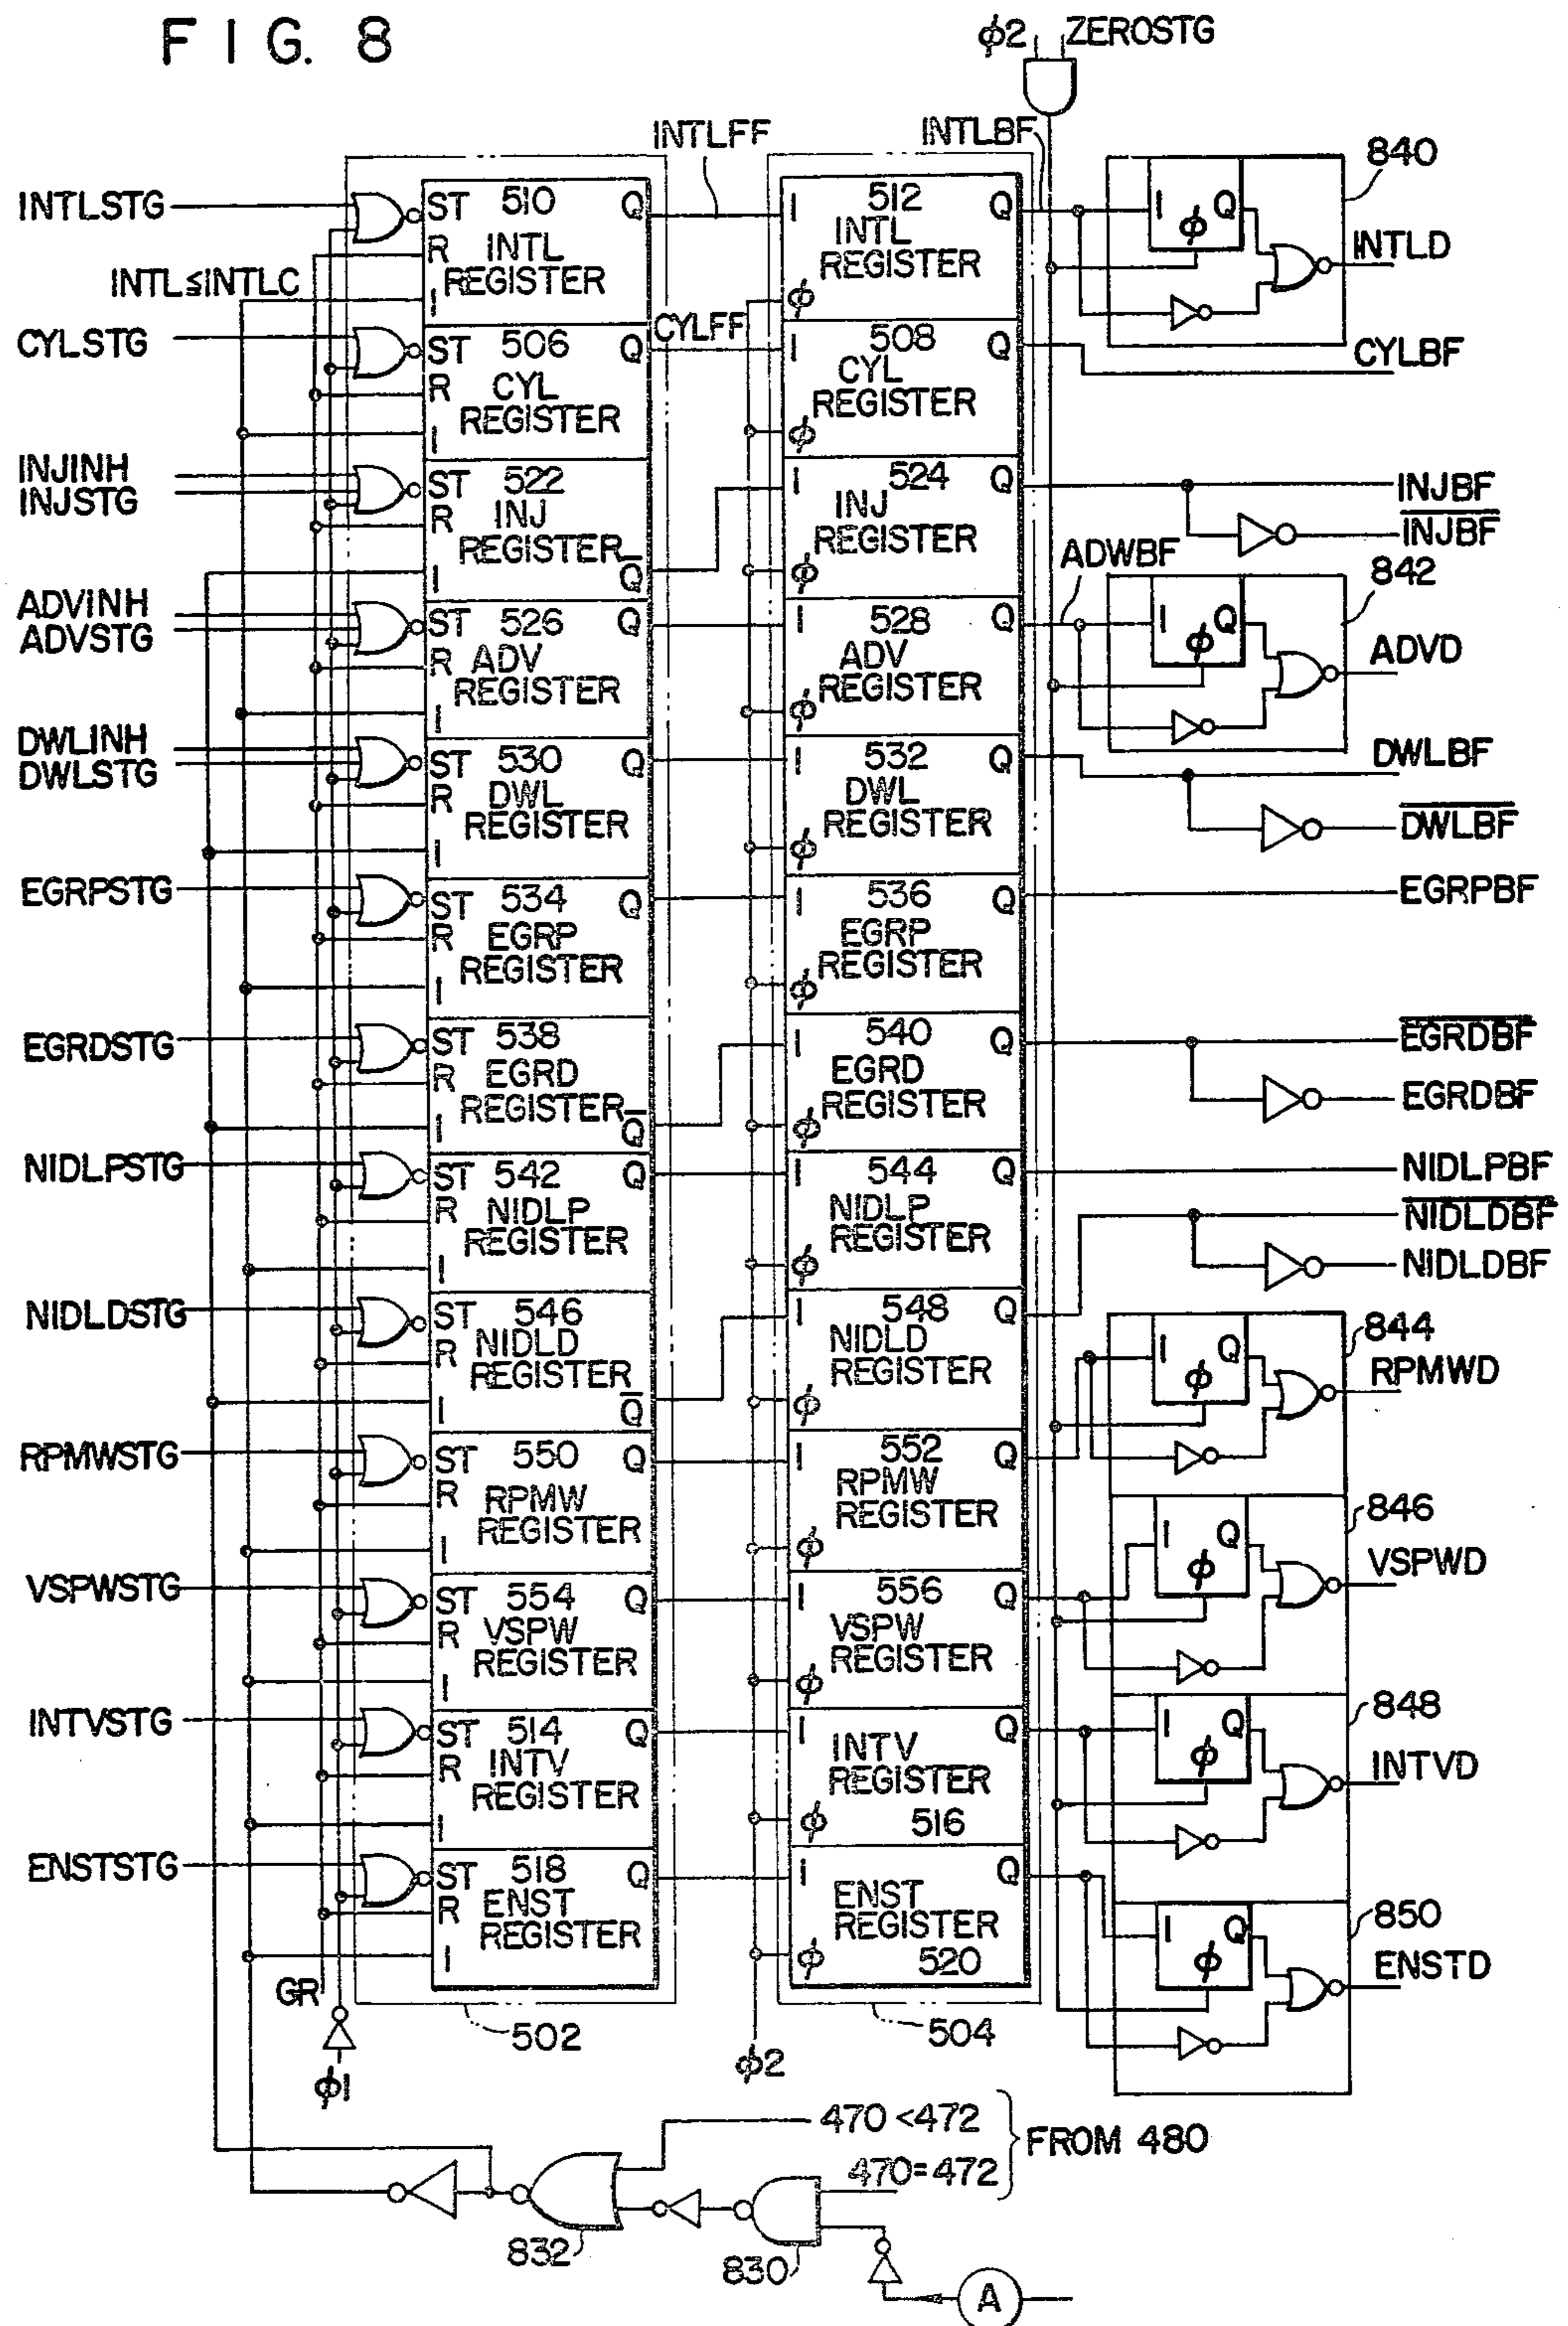 FIG. 8
φ2 ZEROSTG
INTLFF
INTLBF
840
INTLSTG
ST 510 Q
INTL
REGISTER
R
I
I 512 Q
INTL
REGISTER
φ
I φ Q
INTLD
INTL≦INTLC
CYLSTG
CYLFF
ST 506 Q
R CYL
REGISTER
I
I 508 Q
CYL
REGISTER
φ
CYLBF
INJINH
INJSTG
ST 522
R INJ
REGISTER
I Q̅
I 524 Q
INJ
REGISTER
φ
INJBF
I̅N̅J̅B̅F̅
ADWBF
842
ADVINH
ADVSTG
ST 526 Q
R ADV
REGISTER
I
I 528 Q
ADV
REGISTER
φ
I φ Q
ADVD
DWLINH
DWLSTG
ST 530 Q
R DWL
REGISTER
I
I 532 Q
DWL
REGISTER
φ
DWLBF
D̅W̅L̅B̅F̅
EGRPSTG
ST 534 Q
R EGRP
REGISTER
I
I 536 Q
EGRP
REGISTER
φ
EGRPBF
EGRDSTG
ST 538
R EGRD
REGISTER
I Q̅
I 540 Q
EGRD
REGISTER
φ
E̅G̅R̅D̅B̅F̅
EGRDBF
NIDLPSTG
ST 542 Q
R NIDLP
REGISTER
I
I 544 Q
NIDLP
REGISTER
φ
NIDLPBF
N̅I̅D̅L̅D̅B̅F̅
NIDLDBF
NIDLDSTG
ST 546
R NIDLD
REGISTER
I Q̅
I 548 Q
NIDLD
REGISTER
φ
844
I φ Q
RPMWD
RPMWSTG
ST 550 Q
R RPMW
REGISTER
I
I 552 Q
RPMW
REGISTER
φ
846
I φ Q
VSPWD
VSPWSTG
ST 554 Q
R VSPW
REGISTER
I
I 556 Q
VSPW
REGISTER
φ
848
I φ Q
INTVD
INTVSTG
ST 514 Q
R INTV
REGISTER
I
I Q
INTV
REGISTER
φ 516
850
I φ Q
ENSTD
ENSTSTG
ST 518 Q
R ENST
REGISTER
I
I Q
ENST
REGISTER
φ 520
GR
502
504
φ1
φ2
470<472
470=472
FROM 480
832
830
A